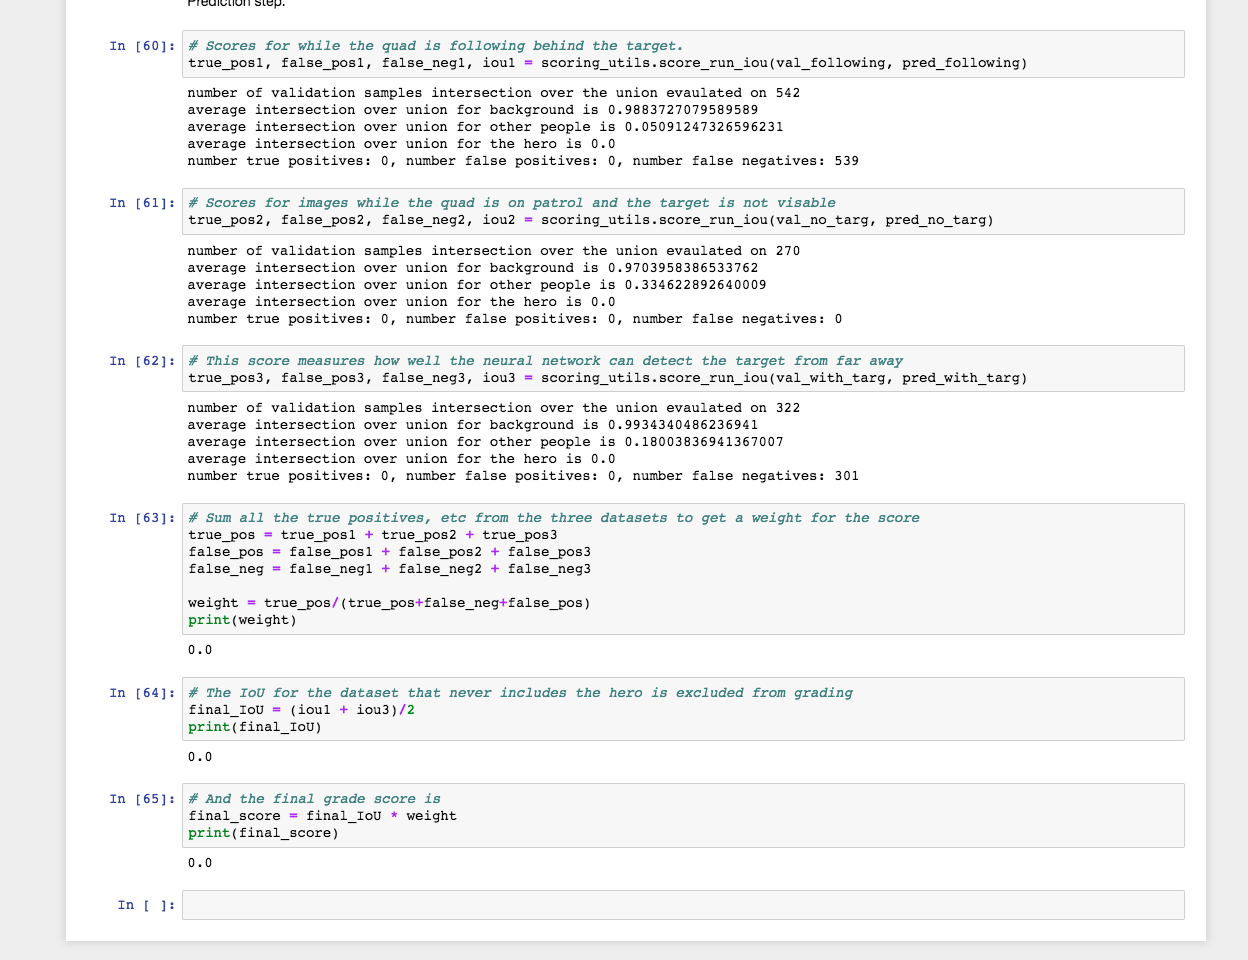 Prediction step.
In [60]: # Scores for while the quad is following behind the target.
true_pos1, false_pos1, false_neg1, iou1 = scoring_utils.score_run_iou(val_following, pred_following)
number of validation samples intersection over the union evaulated on 542
average intersection over union for background is 0.9883727079589589
average intersection over union for other people is 0.05091247326596231
average intersection over union for the hero is 0.0
number true positives: 0, number false positives: 0, number false negatives: 539
In [61]: # Scores for images while the quad is on patrol and the target is not visable
true_pos2, false_pos2, false_neg2, iou2 = scoring_utils.score_run_iou(val_no_targ, pred_no_targ)
number of validation samples intersection over the union evaulated on 270
average intersection over union for background is 0.9703958386533762
average intersection over union for other people is 0.334622892640009
average intersection over union for the hero is 0.0
number true positives: 0, number false positives: 0, number false negatives: 0
In [62]: # This score measures how well the neural network can detect the target from far away
true_pos3, false_pos3, false_neg3, iou3 = scoring_utils.score_run_iou(val_with_targ, pred_with_targ)
number of validation samples intersection over the union evaulated on 322
average intersection over union for background is 0.9934340486236941
average intersection over union for other people is 0.18003836941367007
average intersection over union for the hero is 0.0
number true positives: 0, number false positives: 0, number false negatives: 301
In [63]: # Sum all the true positives, etc from the three datasets to get a weight for the score
true_pos = true_pos1 + true_pos2 + true_pos3
false_pos = false_pos1 + false_pos2 + false_pos3
false_neg = false_neg1 + false_neg2 + false_neg3
weight = true_pos/(true_pos+false_neg+false_pos)
print(weight)
0.0
In [64]: # The IoU for the dataset that never includes the hero is excluded from grading
final_IoU = (iou1 + iou3)/2
print(final_IoU)
0.0
In [65]: # And the final grade score is
final_score = final_IoU * weight
print(final_score)
0.0
In [ ]: